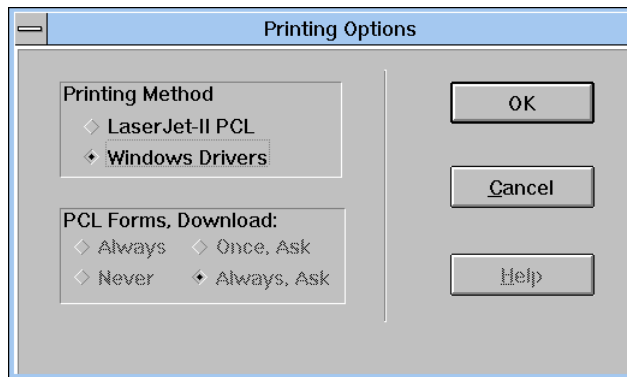 Printing Options
Printing Method
LaserJet-II PCL
Windows Drivers
PCL Forms, Download:
Always Once, Ask
Never Always, Ask
OK
Cancel
Help